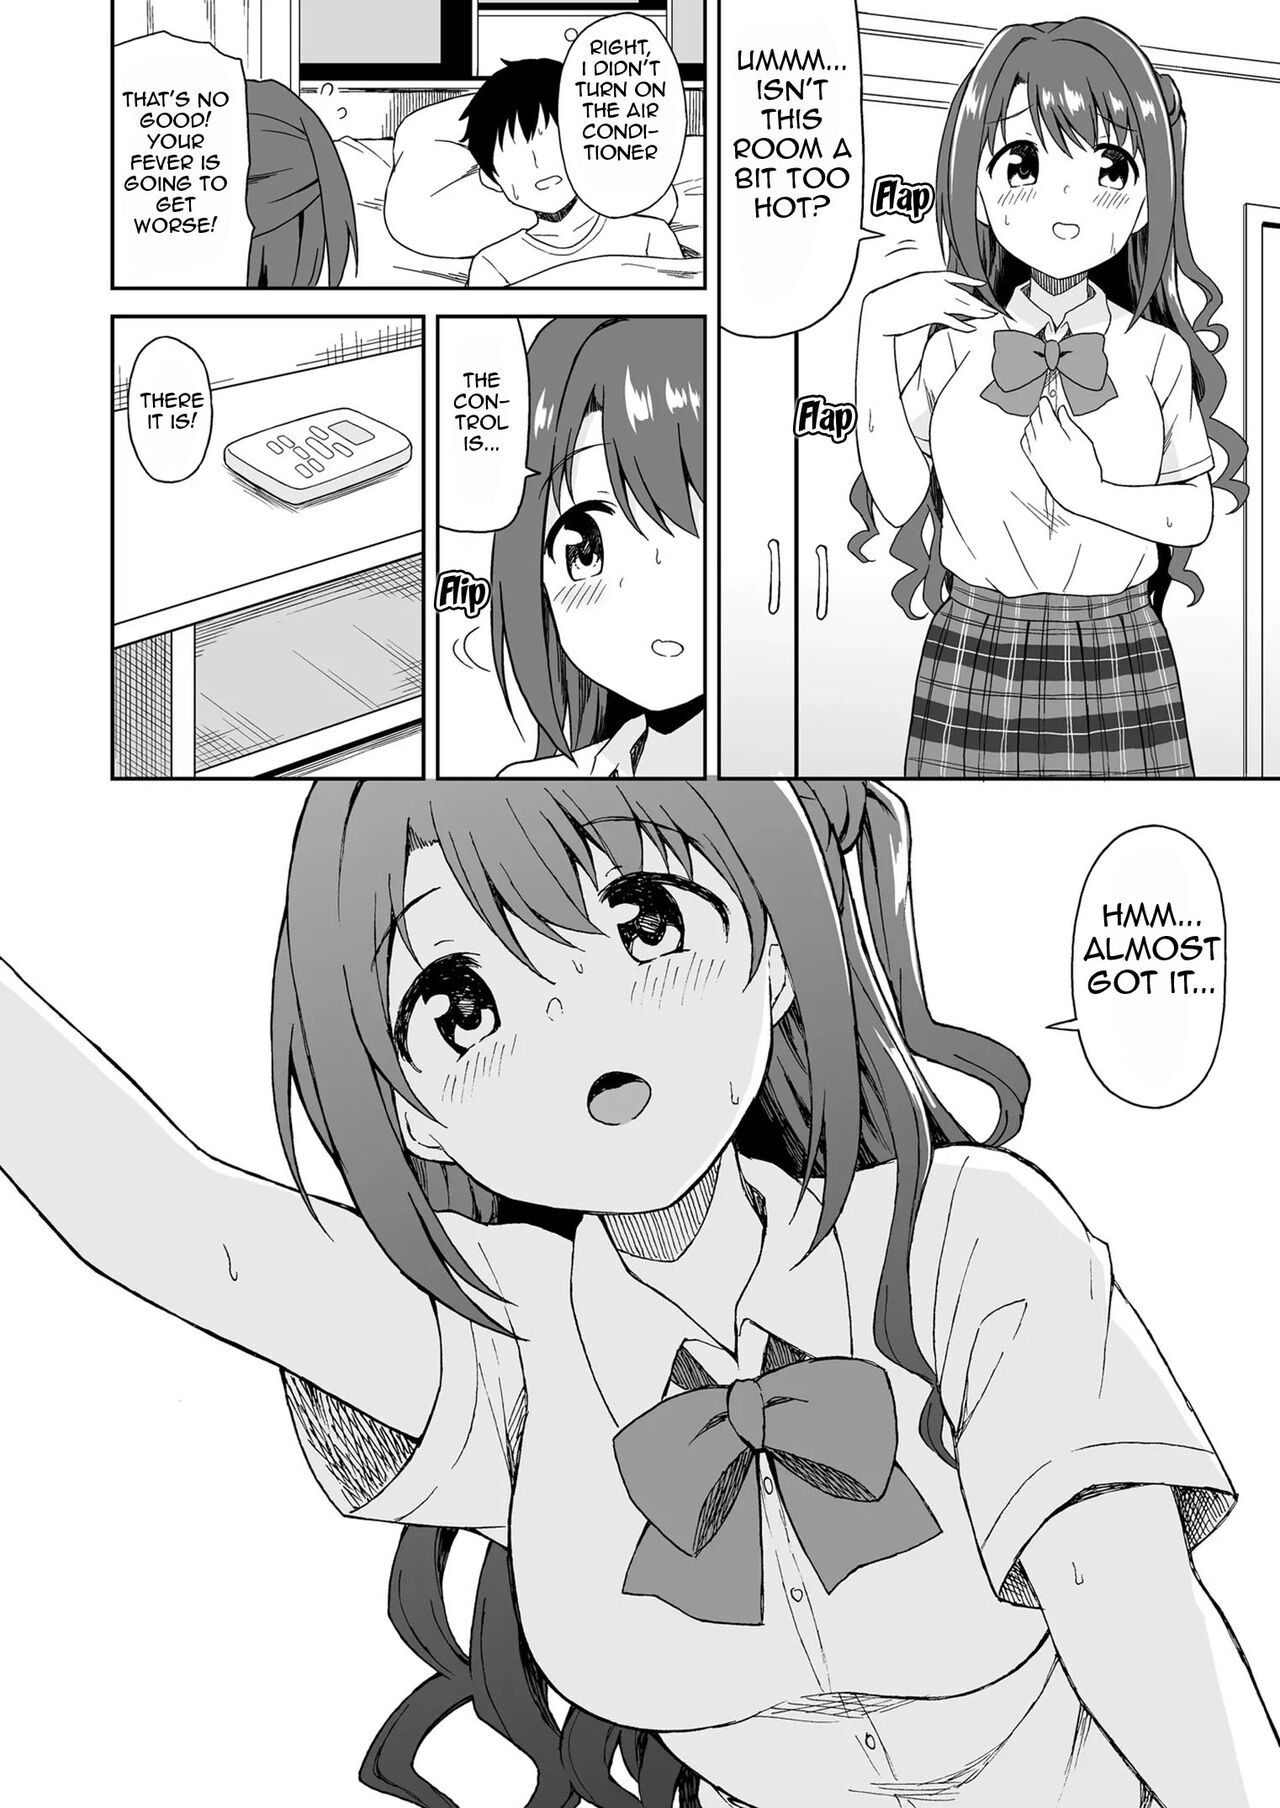 UMMM...
ISN'T
THIS
ROOM A
BIT TOO
HOT?
Flap
Flap
RIGHT,
I DIDN'T
TURN ON
THE AIR
CONDI-
TIONER
THAT'S NO
GOOD!
YOUR
FEVER IS
GOING TO
GET
WORSE!
THE
CON-
TROL
IS...
Flip
THERE
IT IS!
HMM...
ALMOST
GOT IT...